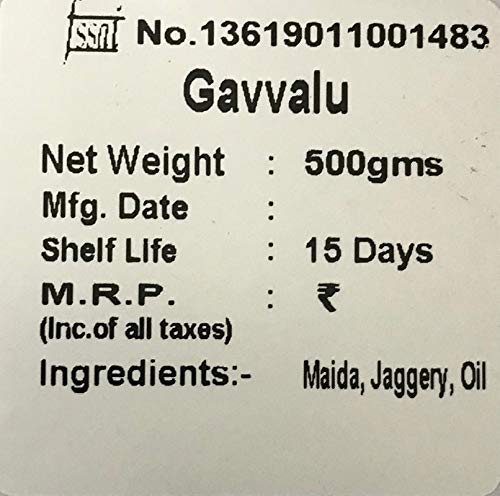 fssai No.13619011001483
Gavvalu
Net Weight : 500gms
Mfg. Date :
Shelf Life : 15 Days
M.R.P. : ₹
(Inc.of all taxes)
Ingredients:- Maida, Jaggery, Oil